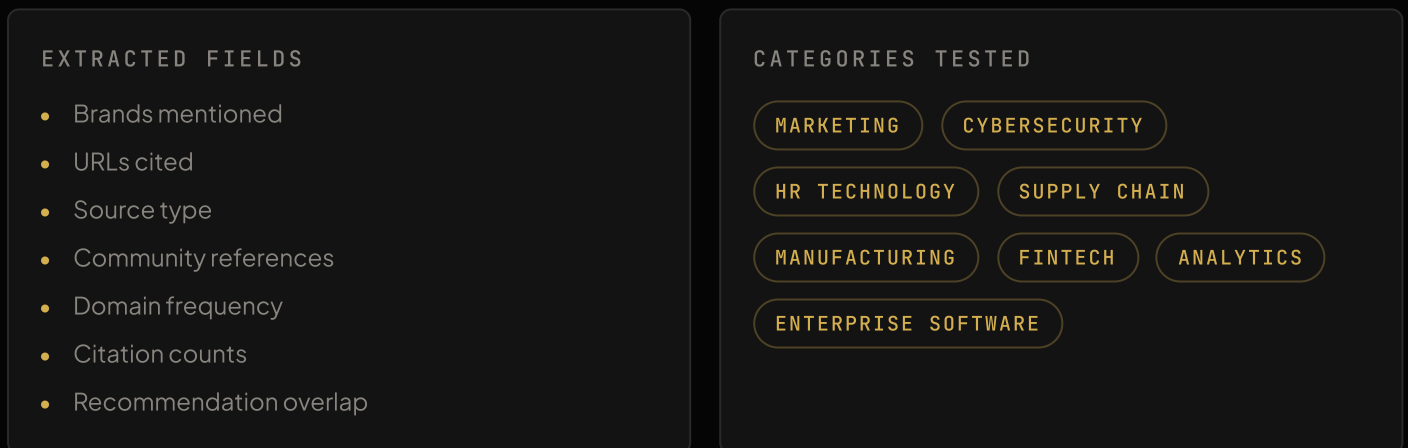 EXTRACTED FIELDS
Brands mentioned
URLs cited
Source type
Community references
Domain frequency
Citation counts
Recommendation overlap
CATEGORIES TESTED
MARKETING CYBERSECURITY
HR TECHNOLOGY SUPPLY CHAIN
MANUFACTURING FINTECH ANALYTICS
ENTERPRISE SOFTWARE